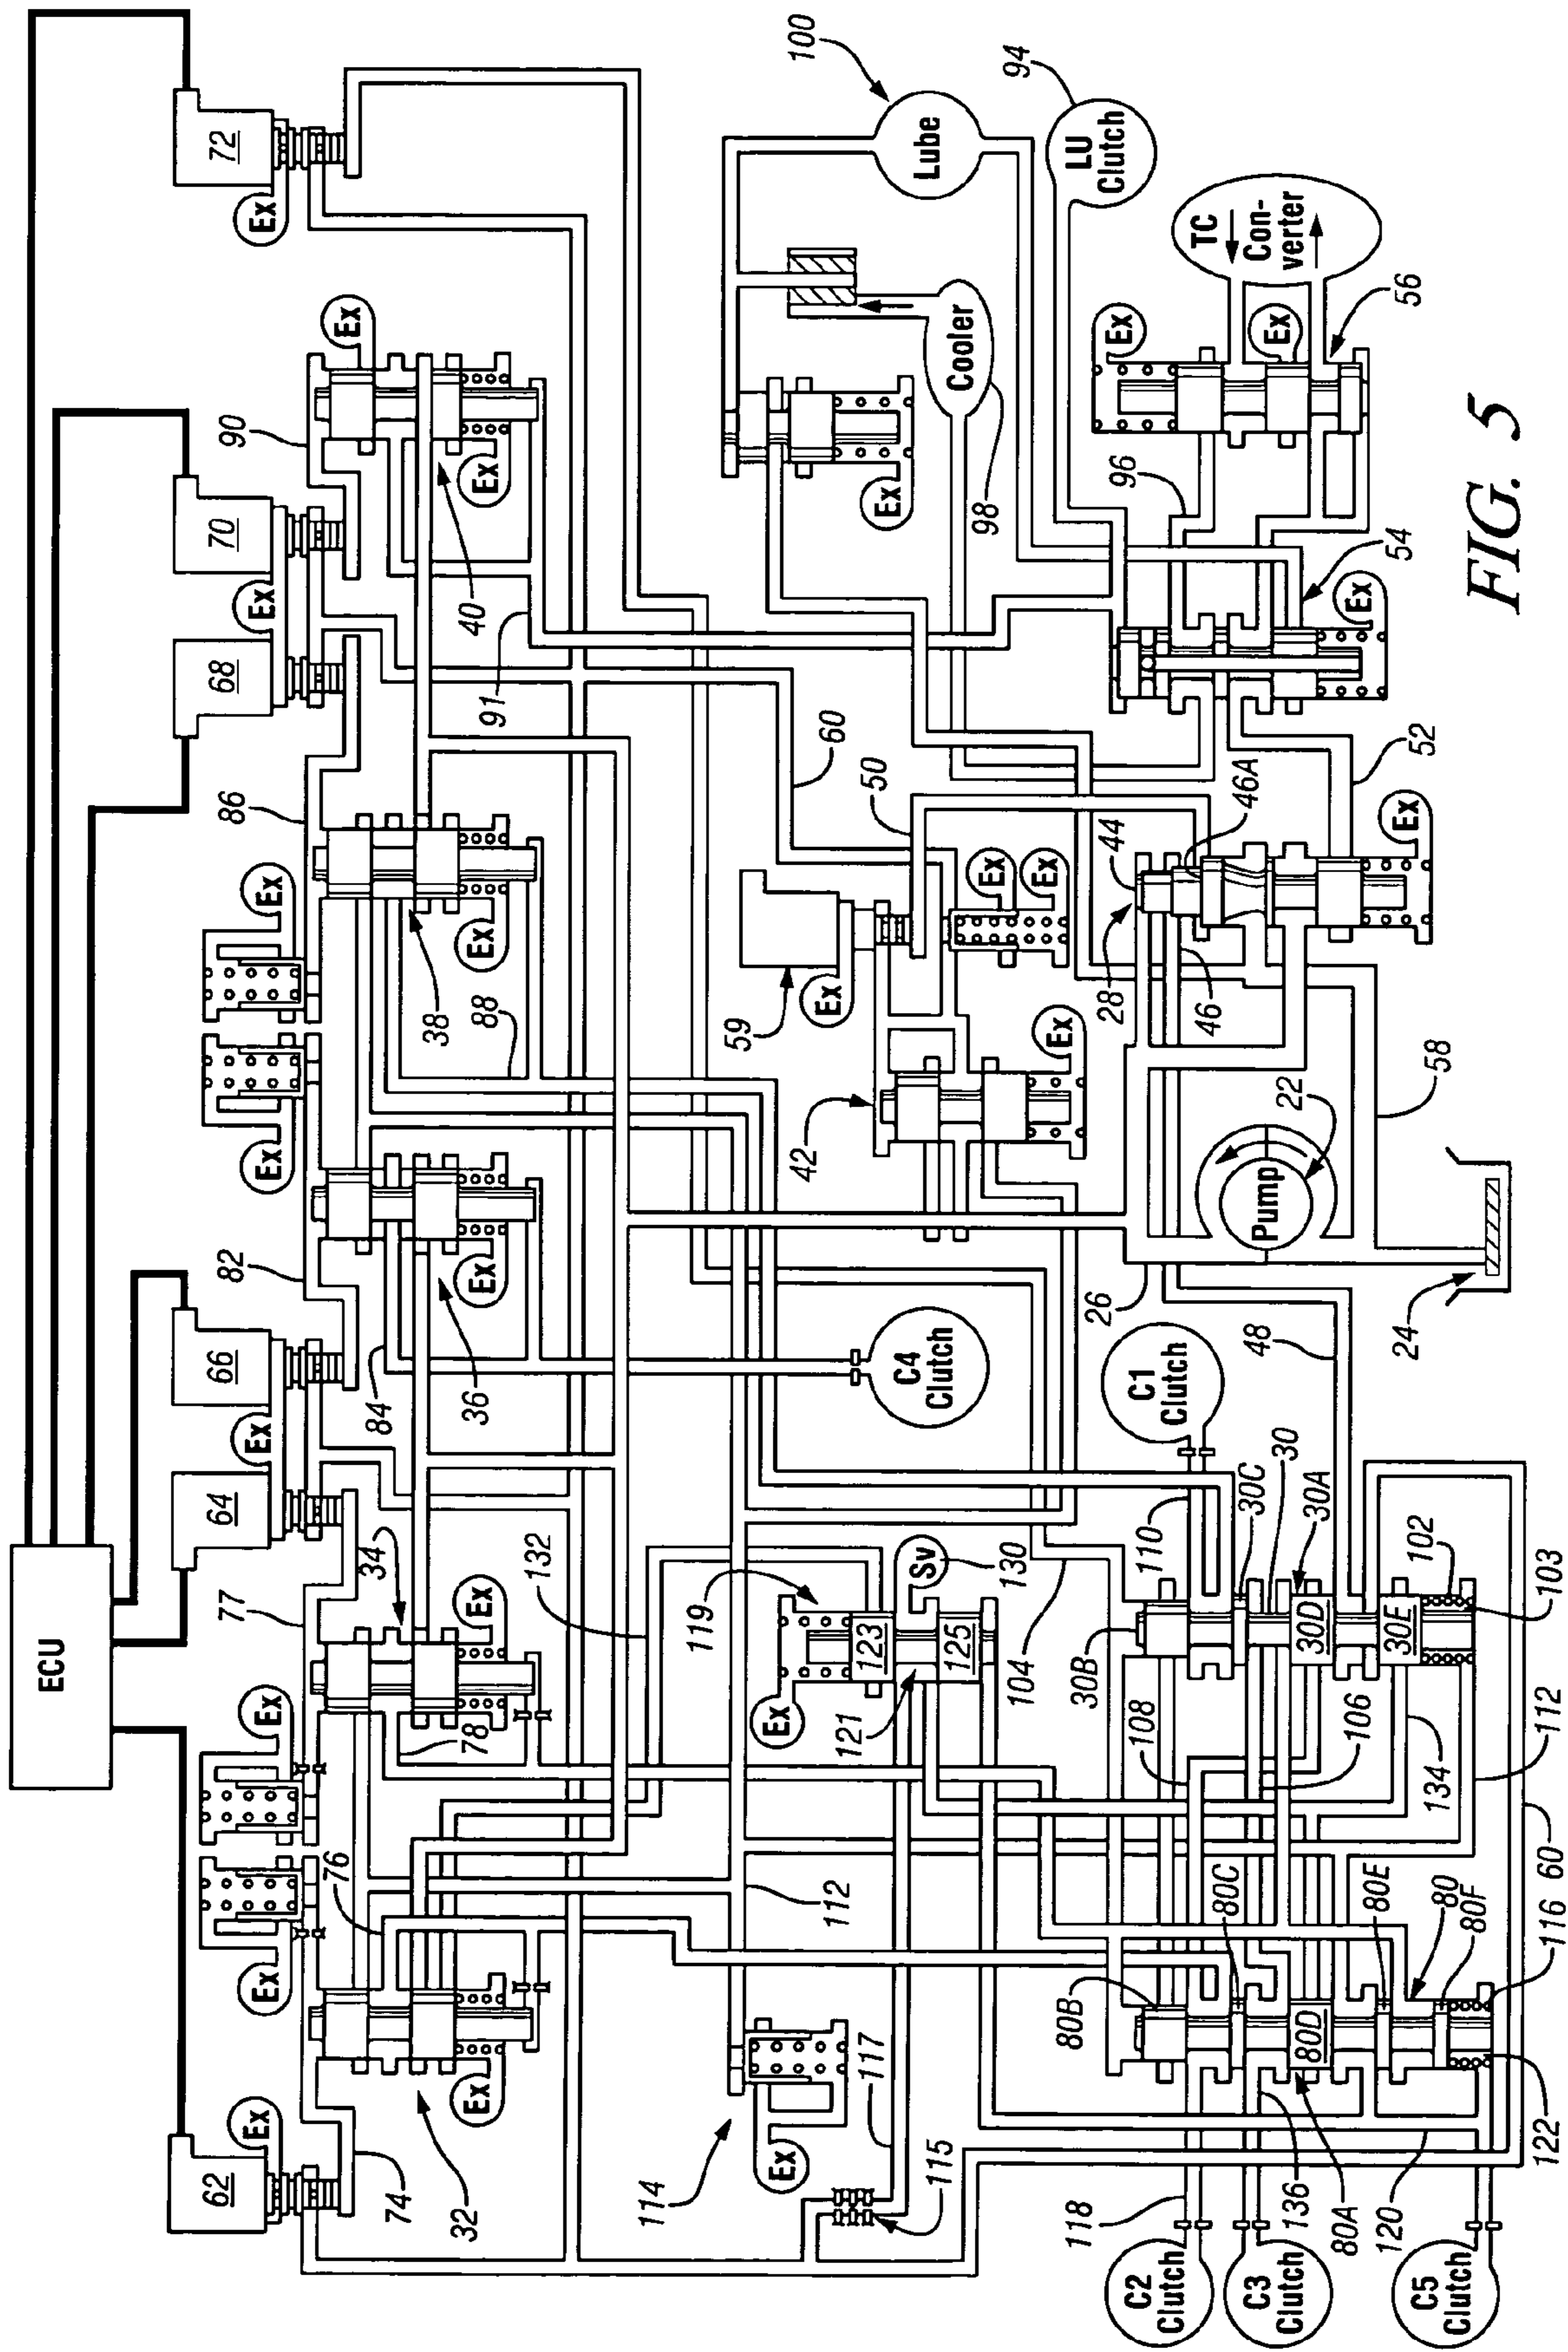 ECU
62
64
66
68
70
72
Ex
Ex
Ex
Ex
74
77
82
86
90
Ex
Ex
Ex
Ex
Ex
76
34
78
84
Ex
Ex
Ex
Ex
Ex
32
36
38
40
88
91
132
60
100
Lube
114
Ex
112
119
Ex
123
125
121
Sv
130
C4
Clutch
42
Ex
59
Ex
Ex
Ex
50
Ex
Cooler
98
94
LU
Clutch
117
115
104
TC
Con-
verter
96
56
Ex
Ex
54
Ex
52
44
46A
28
46
Ex
26
Pump
22
58
24
48
C1
Clutch
110
30B
30C
30
30A
30D
30E
102
103
108
106
134
112
60
80B
80C
80D
80E
80
80F
116
118
136
80A
120
122
C2
Clutch
C3
Clutch
C5
Clutch
FIG. 5